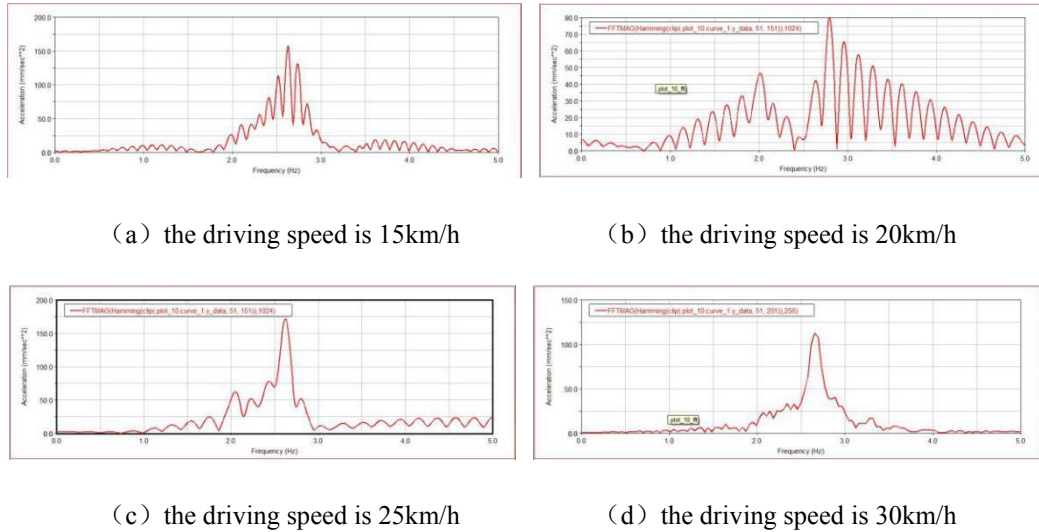 200.0
150.0
100.0
50.0
0.0
Acceleration (mm/sec**2)
0.0 1.0 2.0 3.0 4.0 5.0
Frequency (Hz)
FFTMAG(Hamming(clip( plot_10.curve_1.y_data, 51, 151)),1024)
80.0
70.0
60.0
50.0
40.0
30.0
20.0
10.0
0.0
Acceleration (mm/sec**2)
plot_10_fft
0.0 1.0 2.0 3.0 4.0 5.0
Frequency (Hz)
（a）the driving speed is 15km/h
（b）the driving speed is 20km/h
FFTMAG(Hamming(clip( plot_10.curve_1.y_data, 51, 151)),1024)
200.0
150.0
100.0
50.0
0.0
Acceleration (mm/sec**2)
0.0 1.0 2.0 3.0 4.0 5.0
Frequency (Hz)
FFTMAG(Hamming(clip( plot_10.curve_1.y_data, 51, 201)),256)
150.0
100.0
50.0
0.0
Acceleration (mm/sec**2)
plot_10_fft
0.0 1.0 2.0 3.0 4.0 5.0
Frequency (Hz)
（c）the driving speed is 25km/h
（d）the driving speed is 30km/h